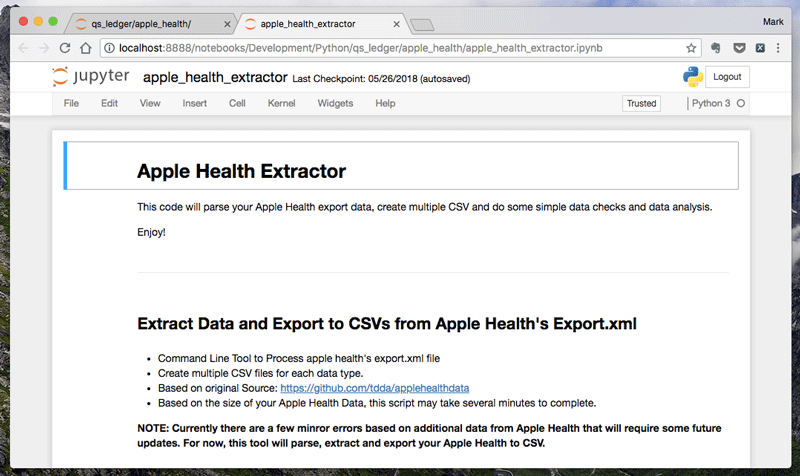 qs_ledger/apple_health/
apple_health_extractor
Mark
localhost:8888/notebooks/Development/Python/qs_ledger/apple_health/apple_health_extractor.ipynb
jupyter
apple_health_extractor Last Checkpoint: 05/26/2018 (autosaved)
Logout
File Edit View Insert Cell Kernel Widgets Help
Trusted
Python 3
Apple Health Extractor
This code will parse your Apple Health export data, create multiple CSV and do some simple data checks and data analysis.
Enjoy!
Extract Data and Export to CSVs from Apple Health's Export.xml
• Command Line Tool to Process apple health's export.xml file
• Create multiple CSV files for each data type.
• Based on original Source: https://github.com/tdda/applehealthdata
• Based on the size of your Apple Health Data, this script may take several minutes to complete.
NOTE: Currently there are a few minror errors based on additional data from Apple Health that will require some future
updates. For now, this tool will parse, extract and export your Apple Health to CSV.